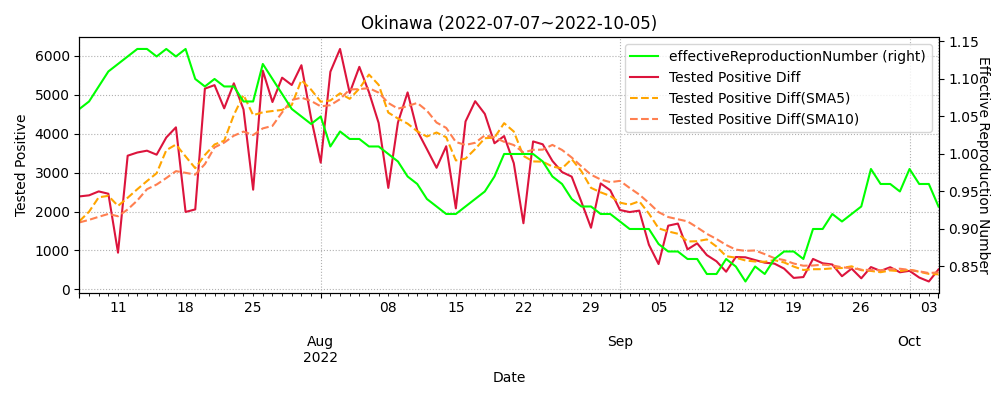 Okinawa (2022-07-07~2022-10-05)
effectiveReproductionNumber (right)
Tested Positive Diff
Tested Positive Diff(SMA5)
Tested Positive Diff(SMA10)
Tested Positive
6000
5000
4000
3000
2000
1000
0
1.15
1.10
1.05
1.00
0.95
0.90
0.85
Effective Reproduction Number
11 18 25 08 15 22 29 05 12 19 26 03
Aug Sep Oct
2022
Date